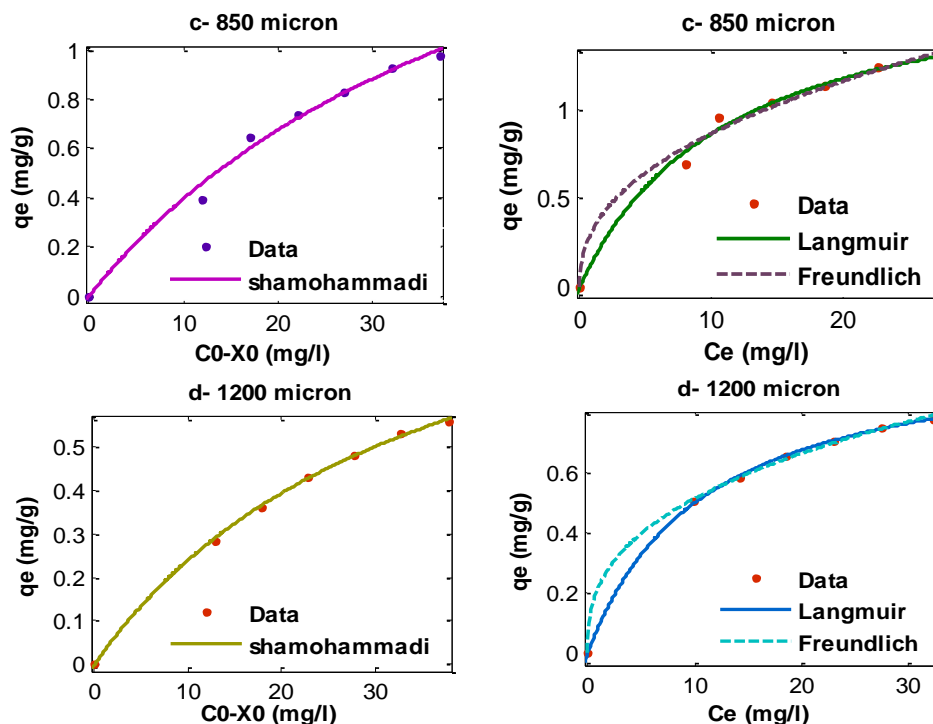 c- 850 micron
1
0.8
0.6
0.4
0.2
0
qe (mg/g)
Data
shamohammadi
0
10
20
30
C0-X0 (mg/l)
c- 850 micron
1
0.5
0
qe (mg/g)
Data
Langmuir
Freundlich
0
10
20
Ce (mg/l)
d- 1200 micron
0.5
0.4
0.3
0.2
0.1
0
qe (mg/g)
Data
shamohammadi
0
10
20
30
C0-X0 (mg/l)
d- 1200 micron
0.6
0.4
0.2
0
qe (mg/g)
Data
Langmuir
Freundlich
0
10
20
30
Ce (mg/l)